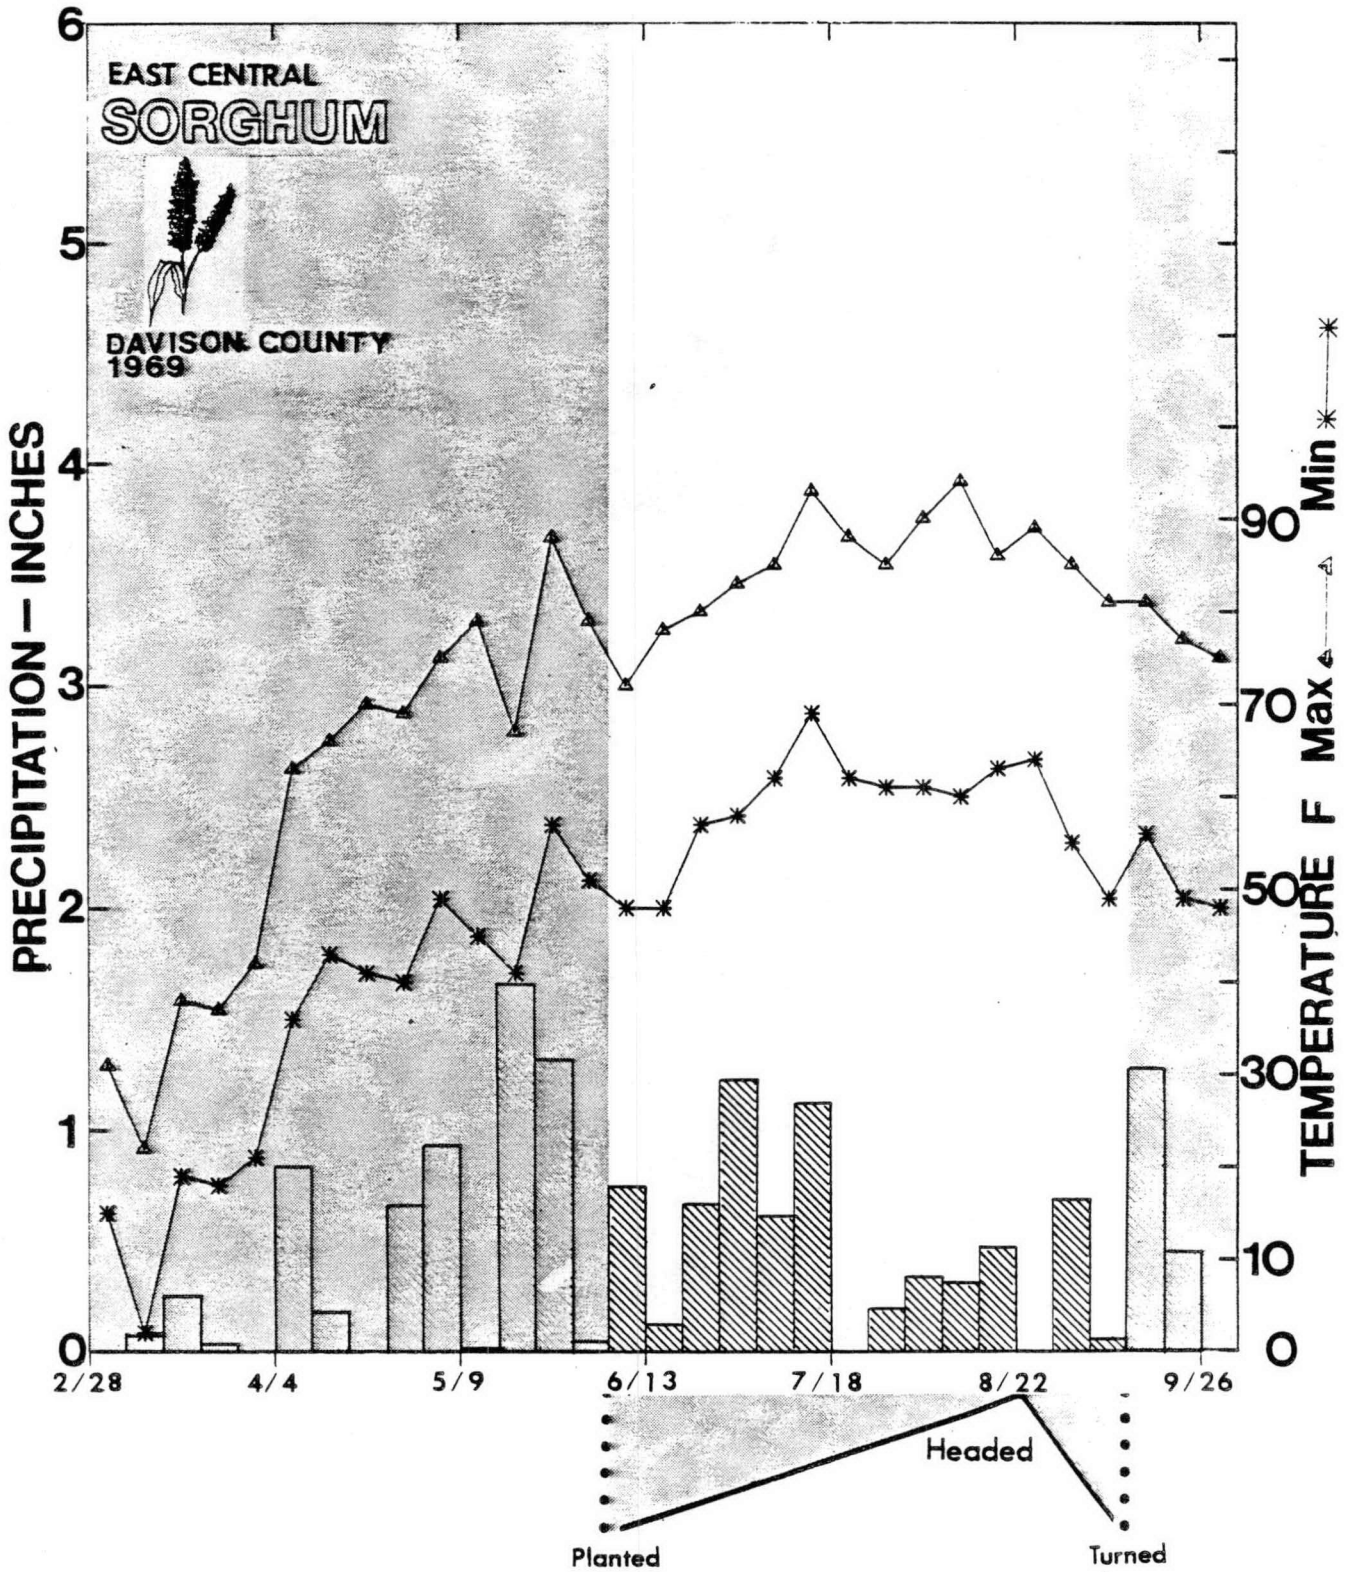 EAST CENTRAL
SORGHUM
DAVISON COUNTY
1969
PRECIPITATION — INCHES
6
5
4
3
2
1
0
90
70
50
30
10
0
TEMPERATURE F Max Min
2/28 4/4 5/9 6/13 7/18 8/22 9/26
Headed
Planted Turned